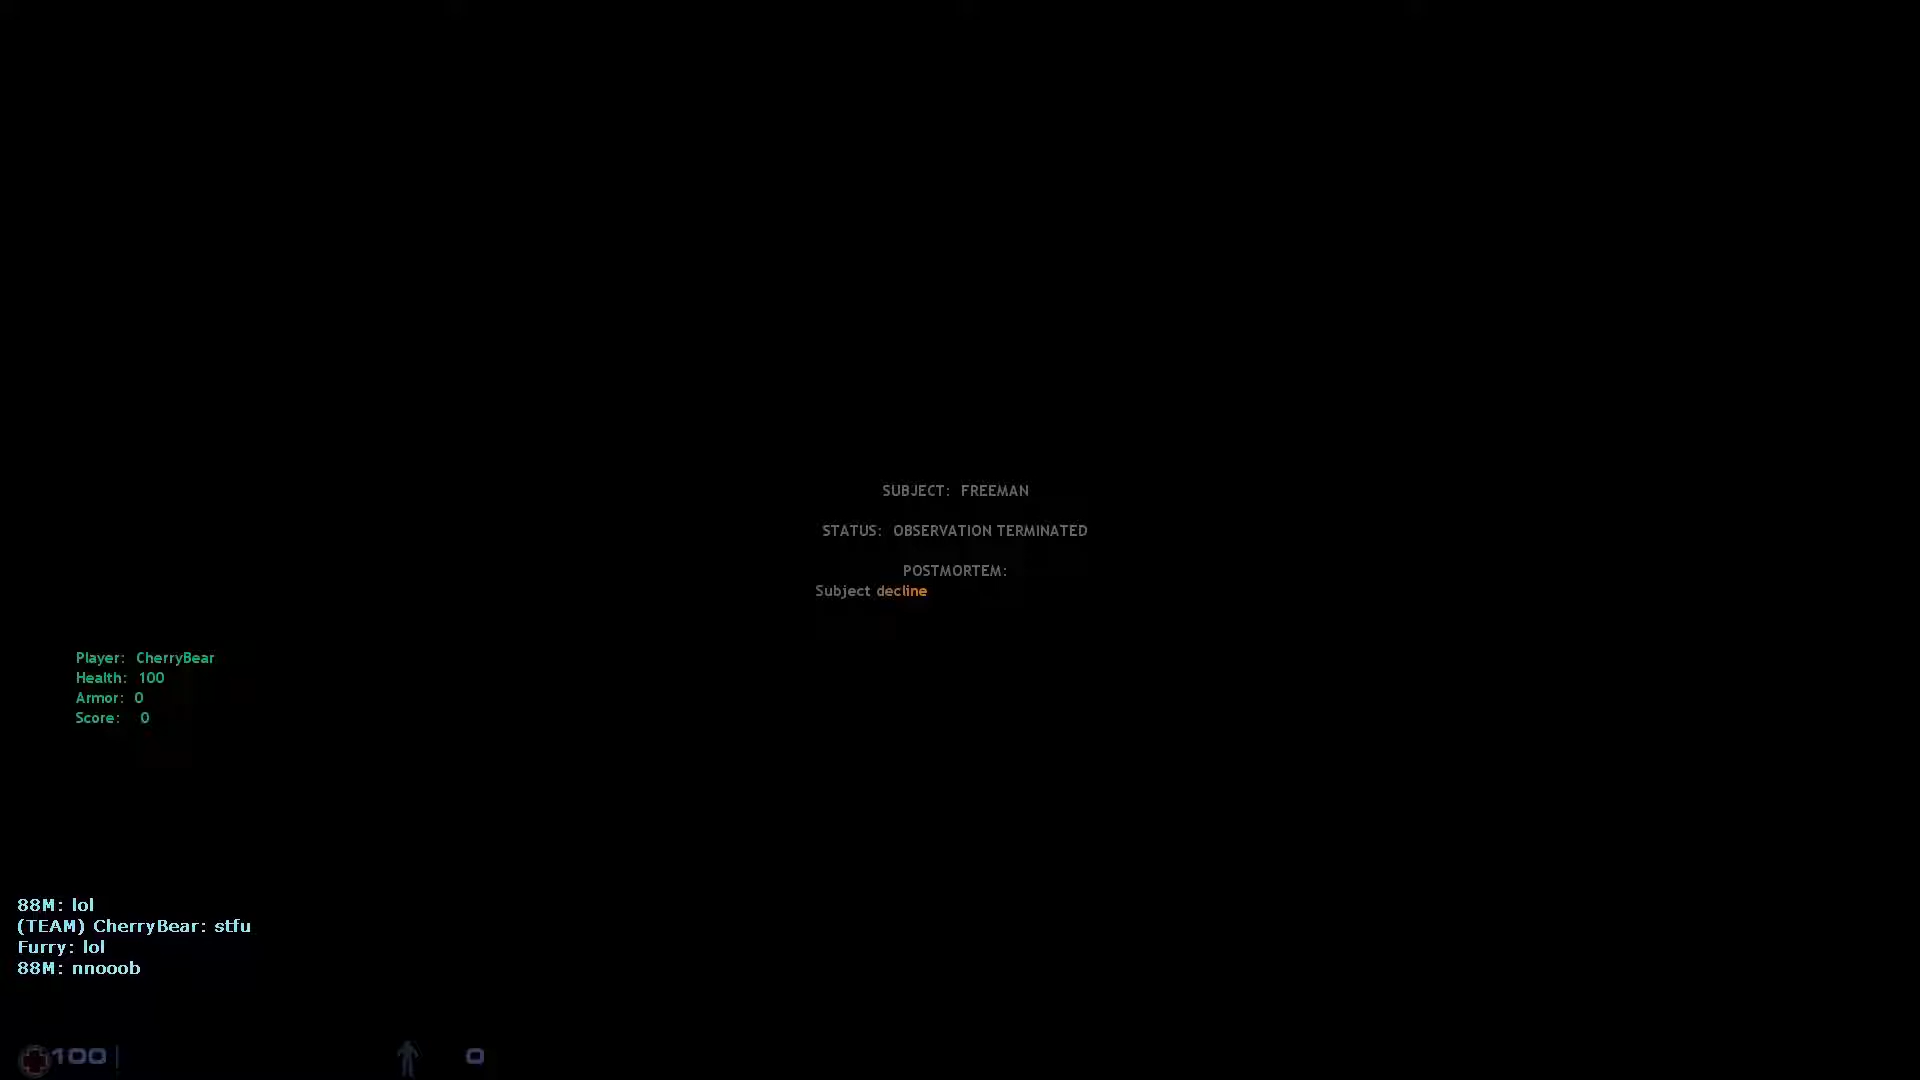 SUBJECT: FREEMAN
STATUS: OBSERVATION TERMINATED
POSTMORTEM:
Subject decline
Player: CherryBear
Health: 100
Armor: 0
Score: 0
88M: lol
(TEAM) CherryBear: stfu
Furry: lol
88M: nnooob
100 0